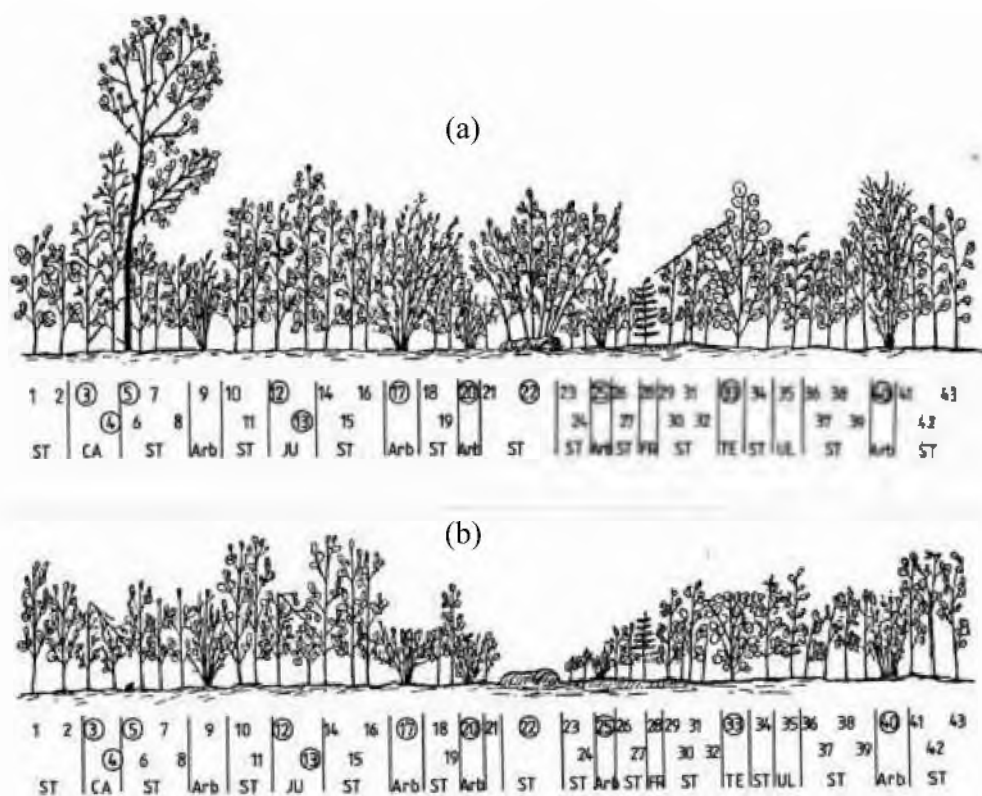 (a)
1 2 ③ ⑤ 7 9 10 ⑫ 14 16 ⑰ 18 ⑳ 21 ㉒ 23 ㉕ 26 28 29 31 ㉝ 34 35 36 38 ㊵ 41 43
④ 6 8 11 ⑬ 15 19 24 27 30 32 37 39 42
ST CA ST Arb ST JU ST Arb ST Arb ST ST Arb ST FR ST TE ST UL ST Arb ST
(b)
1 2 ③ ⑤ 7 9 10 ⑫ 14 16 ⑰ 18 ⑳ 21 ㉒ 23 ㉕ 26 28 29 31 ㉝ 34 35 36 38 ㊵ 41 43
④ 6 8 11 ⑬ 15 19 24 27 30 32 37 39 42
ST CA ST Arb ST JU ST Arb ST Arb ST ST Arb ST FR ST TE ST UL ST Arb ST